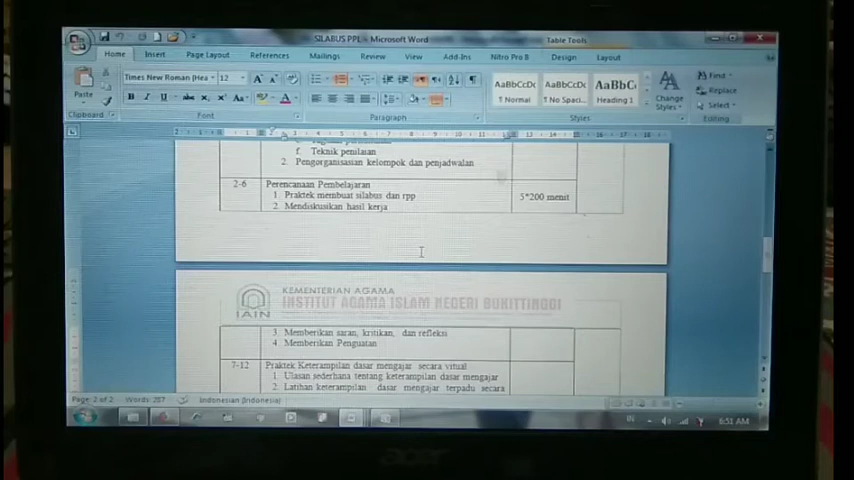 SILABUS PPL - Microsoft Word
Table Tools
Home Insert Page Layout References Mailings Review View Add-Ins Nitro Pro 8 Design Layout
Paste
Times New Roman (Hea
12
AaBbCcDc AaBbCcDc AaBbC
¶ Normal ¶ No Spaci... Heading 1
Change Styles
Find
Replace
Select
Clipboard Font Paragraph Styles Editing
f. Teknik penilaian
2. Pengorganisasian kelompok dan penjadwalan
2-6 Perencanaan Pembelajaran
1. Praktek membuat silabus dan rpp 5*200 menit
2. Mendiskusikan hasil kerja
KEMENTERIAN AGAMA
INSTITUT AGAMA ISLAM NEGERI BUKITTINGGI
IAIN
3. Memberikan saran, kritikan, dan refleksi
4. Memberikan Penguatan
7-12 Praktek Keterampilan dasar mengajar secara vitual
1. Ulasan sederhana tentang keterampilan dasar mengajar
2. Latihan keterampilan dasar mengajar terpadu secara
Page: 2 of 2 Words: 257 Indonesian (Indonesia)
IN 6:51 AM
acer